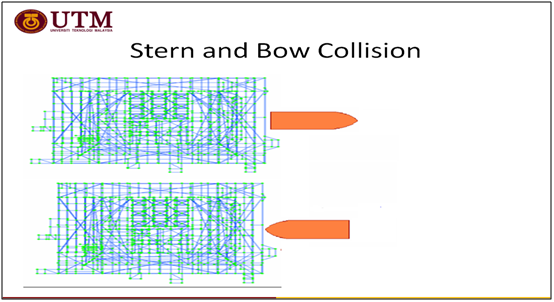 UTM
UNIVERSITI TEKNOLOGI MALAYSIA
Stern and Bow Collision